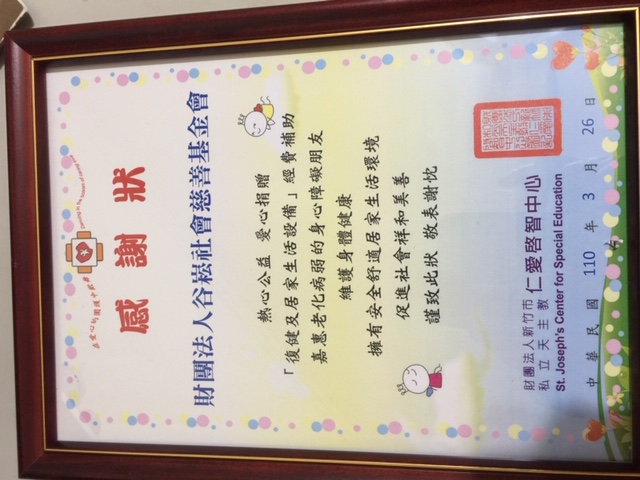 感謝狀
財團法人谷崧社會慈善基金會
熱心公益 愛心捐贈
「復健及居家生活設備」經費補助
嘉惠老化病弱的身心障礙朋友
維護身體健康
擁有安全舒適居家生活環境
促進社會祥和美善
謹致此狀 敬表謝忱
財團法人新竹市
私立天主教
仁愛啓智中心
St. Joseph's Center for Special Education
中華民國 110 年 3 月 26 日